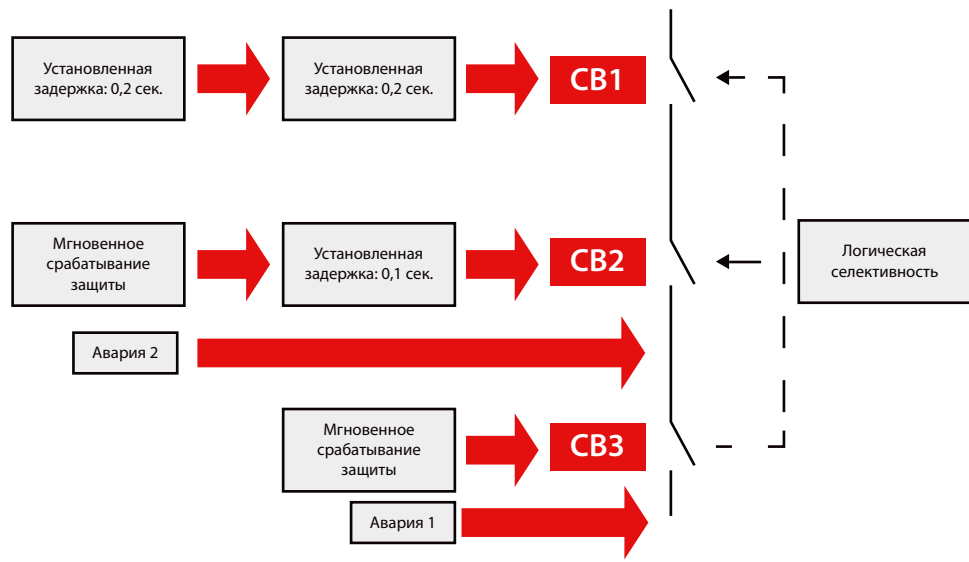 Установленная
задержка: 0,2 сек.
Установленная
задержка: 0,2 сек.
CB1
Мгновенное
срабатывание
защиты
Установленная
задержка: 0,1 сек.
CB2
Логическая
селективность
Авария 2
Мгновенное
срабатывание
защиты
CB3
Авария 1